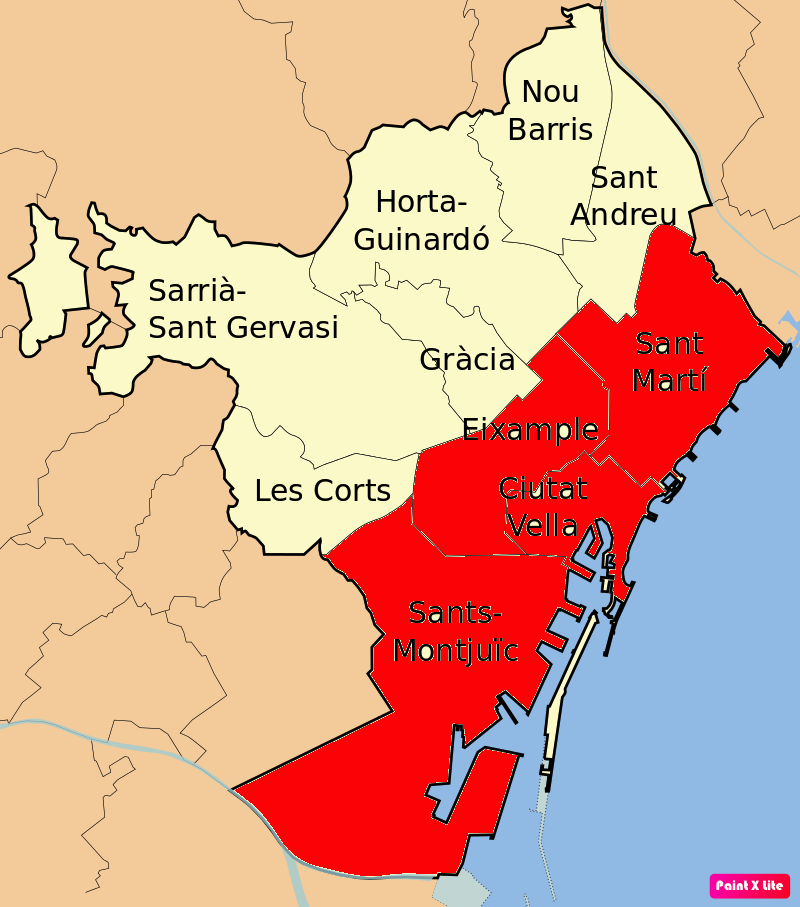 Nou
Barris
Sant
Andreu
Horta-
Guinardó
Sarrià-
Sant Gervasi
Gràcia
Sant
Martí
Eixample
Les Corts
Ciutat
Vella
Sants-
Montjuïc
Paint X Lite